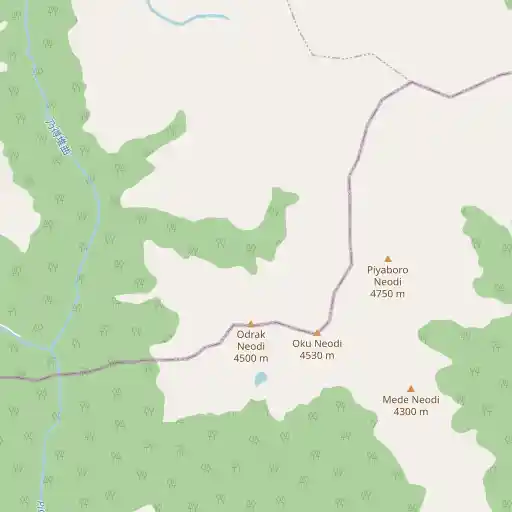 Piyaboro
Neodi
4750 m
Odrak
Neodi
4500 m
Oku Neodi
4530 m
Mede Neodi
4300 m